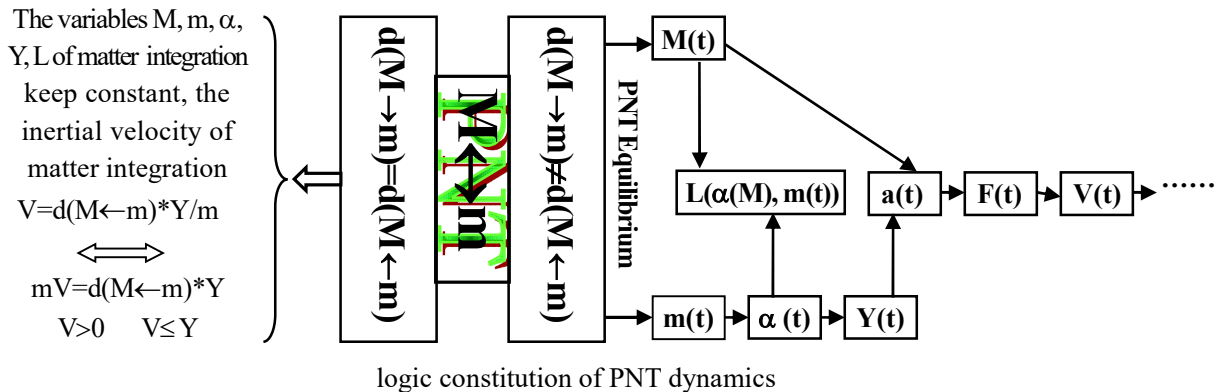 The variables M, m, α,
Y, L of matter integration
keep constant, the
inertial velocity of
matter integration
V=d(M←m)*Y/m
⟺
mV=d(M←m)*Y
V>0 V≤Y
d(M→m)=d(M←m)
PNT
M↔m
d(M→m)≠d(M←m)
PNT Equilibrium
M(t)
L(α(M), m(t))
a(t)
F(t)
V(t)
······
m(t)
α (t)
Y(t)
logic constitution of PNT dynamics